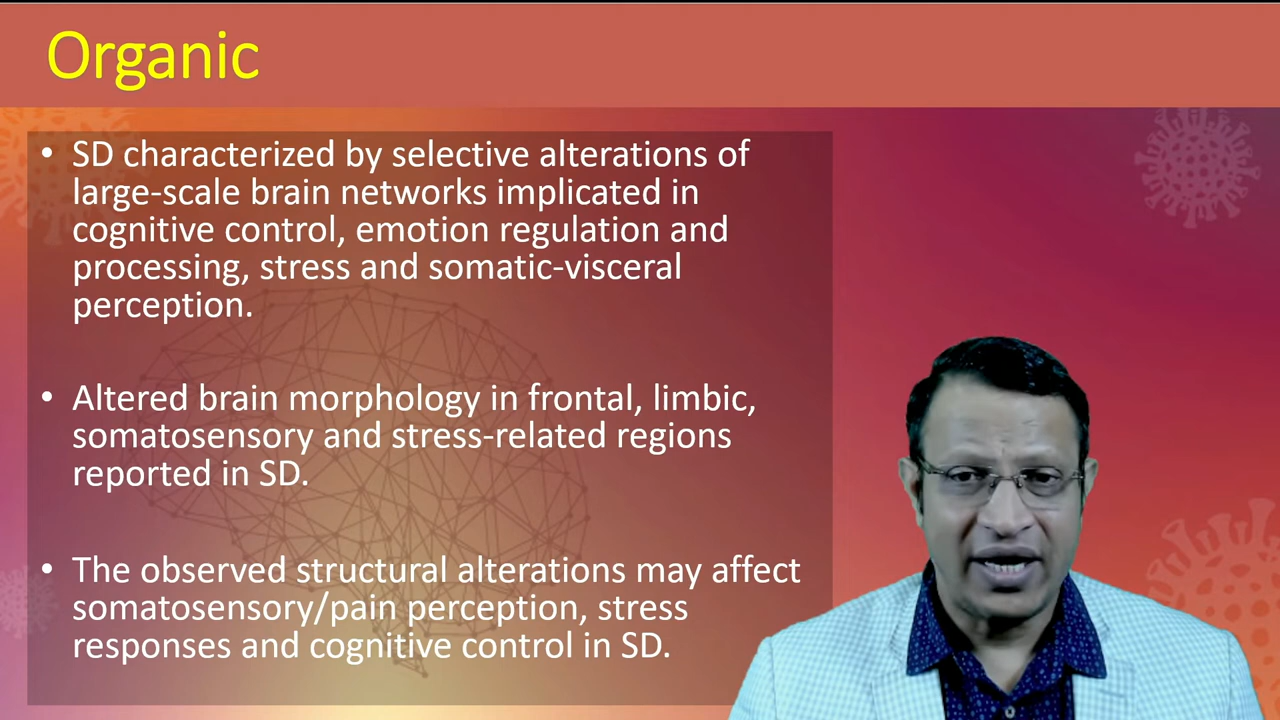 Organic
• SD characterized by selective alterations of
large-scale brain networks implicated in
cognitive control, emotion regulation and
processing, stress and somatic-visceral
perception.
• Altered brain morphology in frontal, limbic,
somatosensory and stress-related regions
reported in SD.
• The observed structural alterations may affect
somatosensory/pain perception, stress
responses and cognitive control in SD.